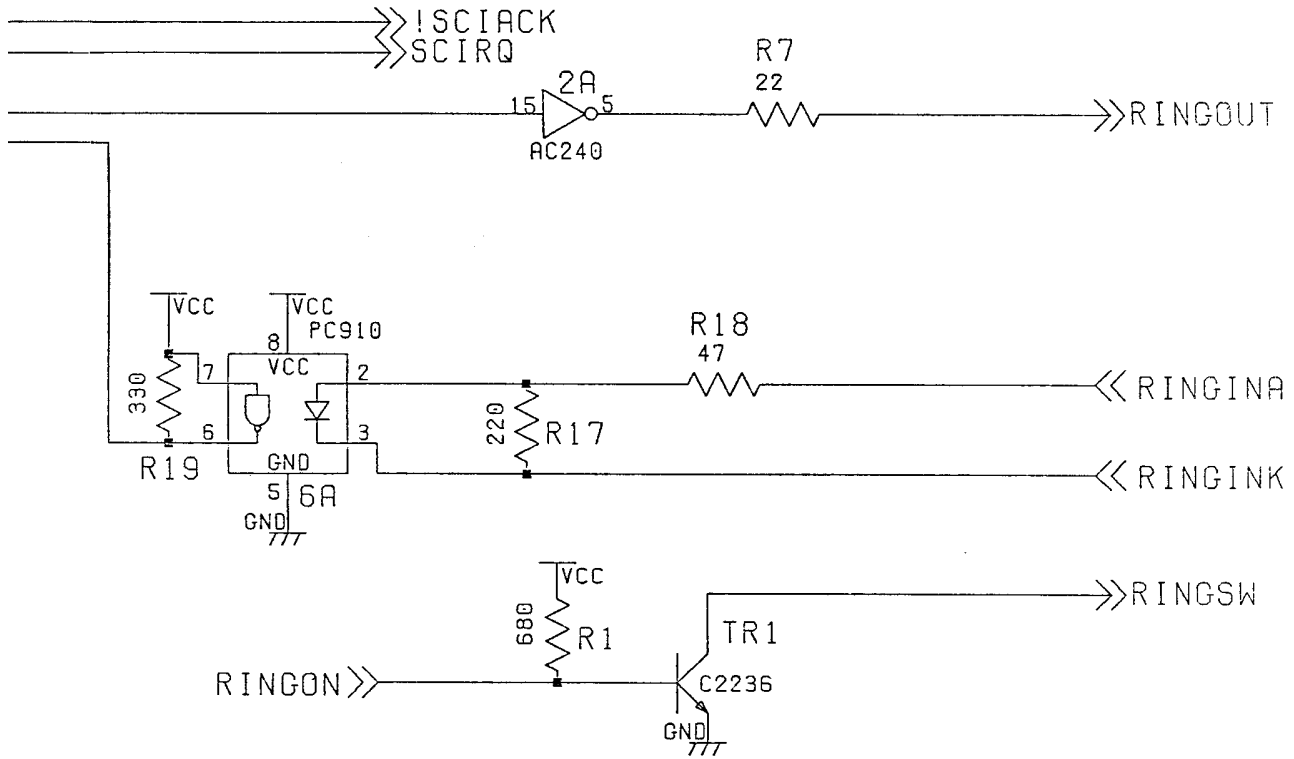 !SCIACK
SCIRQ
R7
22
2A
15
5
RINGOUT
AC240
VCC
VCC
PC910
8
VCC
R18
47
7
2
RINGINA
330
220
R17
6
3
R19
GND
RINGINK
5
6A
GND
VCC
RINGSW
680
R1
TR1
RINGON
C2236
GND